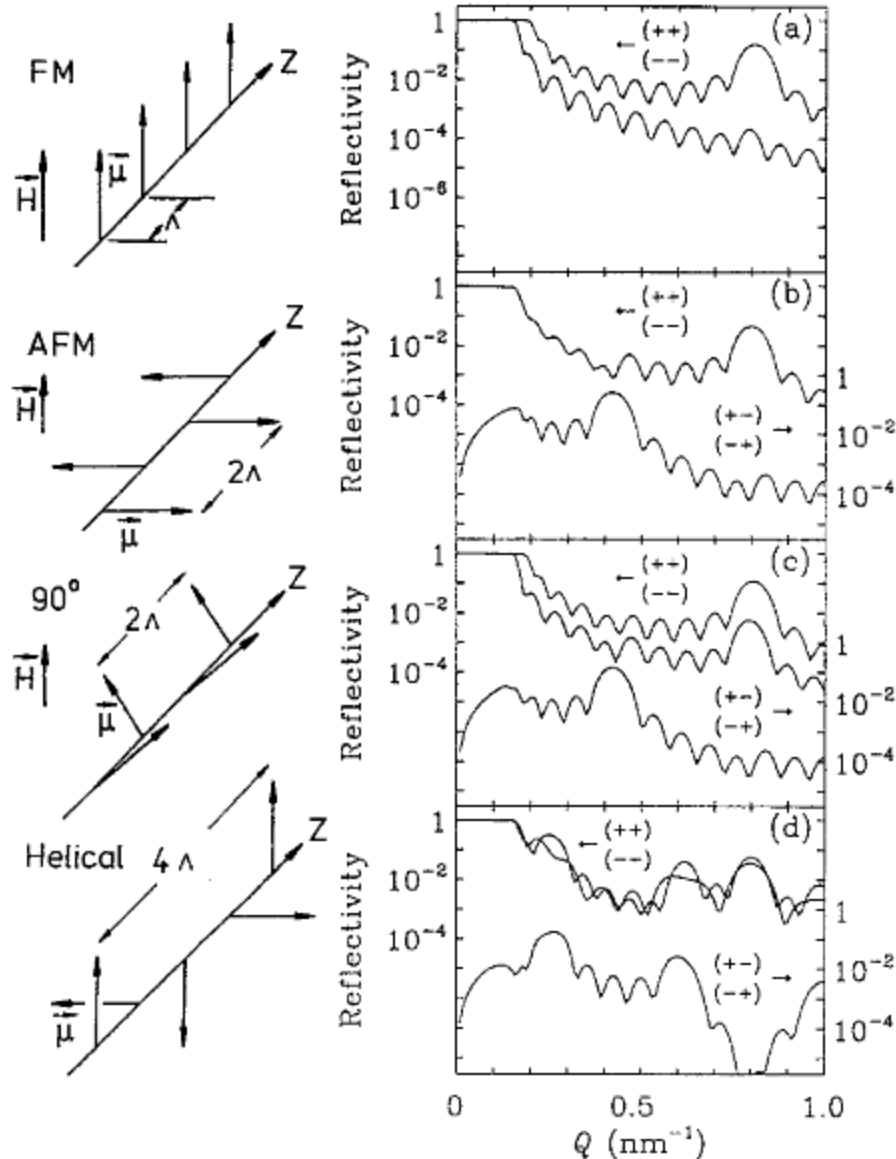 FM
Z
H
μ
Λ
Reflectivity
1
10⁻²
10⁻⁴
10⁻⁶
(a)
← (++)
(−−)
AFM
Z
H
2Λ
μ
Reflectivity
1
10⁻²
10⁻⁴
(b)
← (++)
(−−)
(+−) →
(−+)
1
10⁻²
10⁻⁴
90°
Z
2Λ
H
μ
Reflectivity
1
10⁻²
10⁻⁴
(c)
← (++)
(−−)
(+−) →
(−+)
1
10⁻²
10⁻⁴
Helical
4Λ
Z
μ
Reflectivity
1
10⁻²
10⁻⁴
(d)
← (++)
(−−)
(+−) →
(−+)
1
10⁻²
10⁻⁴
0 0.5 1.0
Q (nm⁻¹)